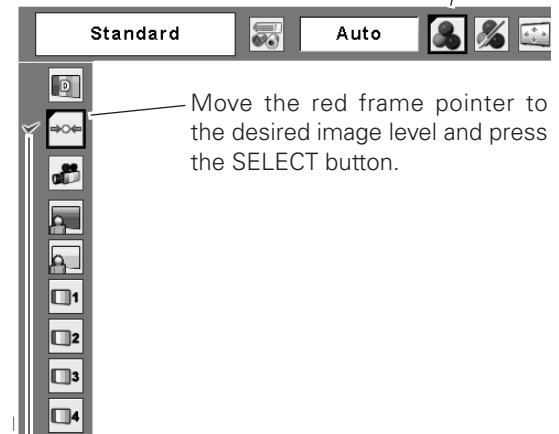 Standard
Auto
D
Move the red frame pointer to
the desired image level and press
the SELECT button.
1
2
3
4